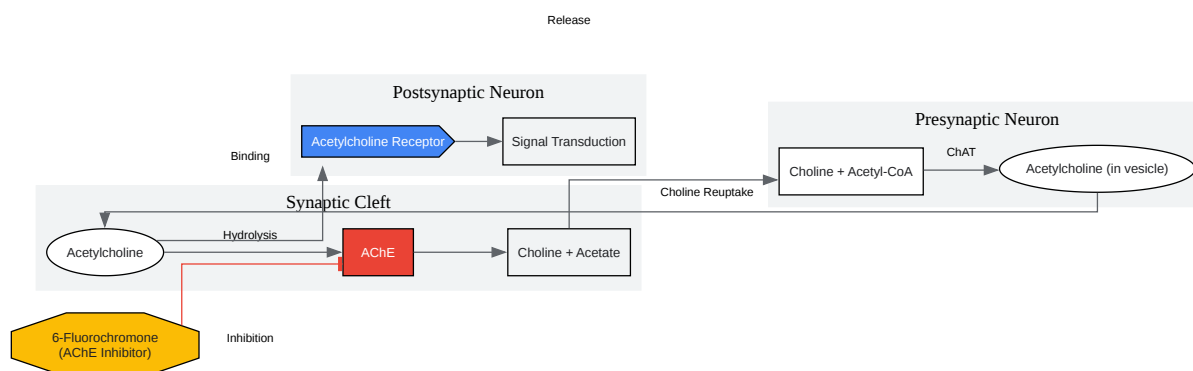 Release
Postsynaptic Neuron
Acetylcholine Receptor
Signal Transduction
Presynaptic Neuron
Choline + Acetyl-CoA
ChAT
Acetylcholine (in vesicle)
Binding
Choline Reuptake
Synaptic Cleft
Acetylcholine
Hydrolysis
AChE
Choline + Acetate
6-Fluorochromone
(AChE Inhibitor)
Inhibition